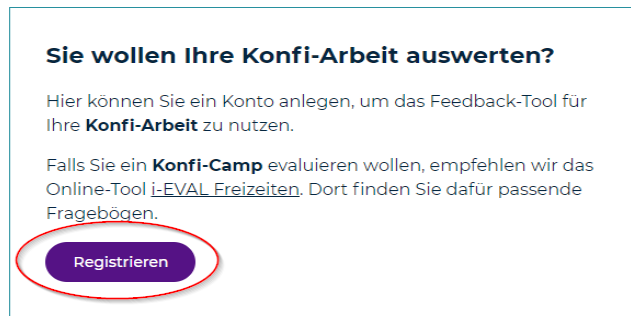 Sie wollen Ihre Konfi-Arbeit auswerten?
Hier können Sie ein Konto anlegen, um das Feedback-Tool für
Ihre Konfi-Arbeit zu nutzen.
Falls Sie ein Konfi-Camp evaluieren wollen, empfehlen wir das
Online-Tool i-EVAL Freizeiten. Dort finden Sie dafür passende
Fragebögen.
Registrieren